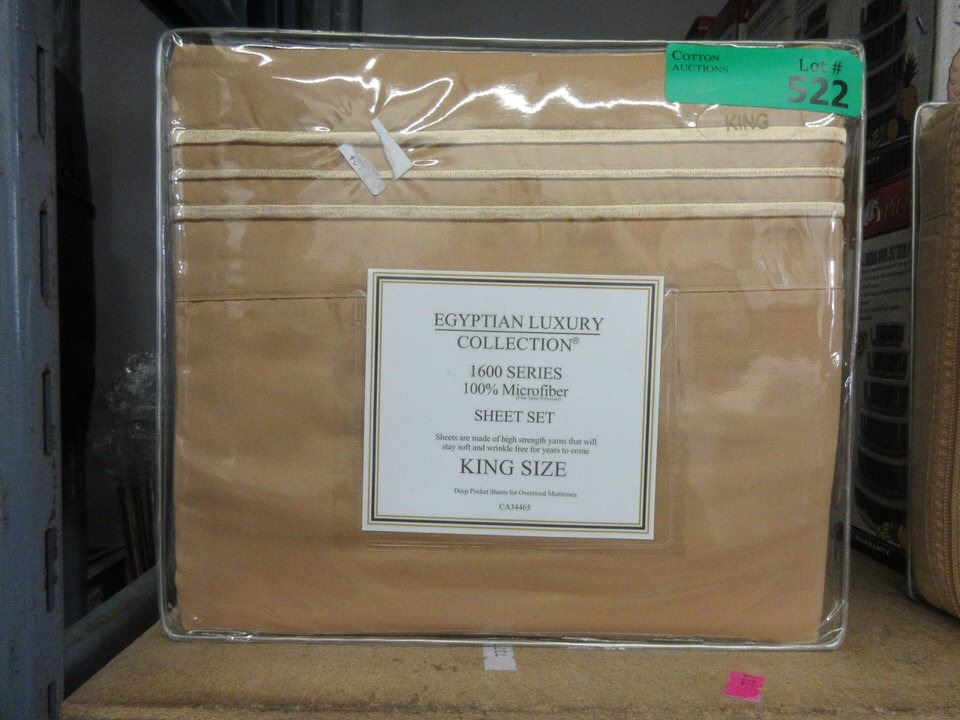 COTTON
AUCTIONS
Lot #
522
KING
EGYPTIAN LUXURY
COLLECTION®
1600 SERIES
100% Microfiber
SHEET SET
Sheets are made of high strength yarns that will
stay soft and wrinkle free for years to come
KING SIZE
Deep Pocket Sheets for Oversized Mattresses
CA34465
737
WARRANTY